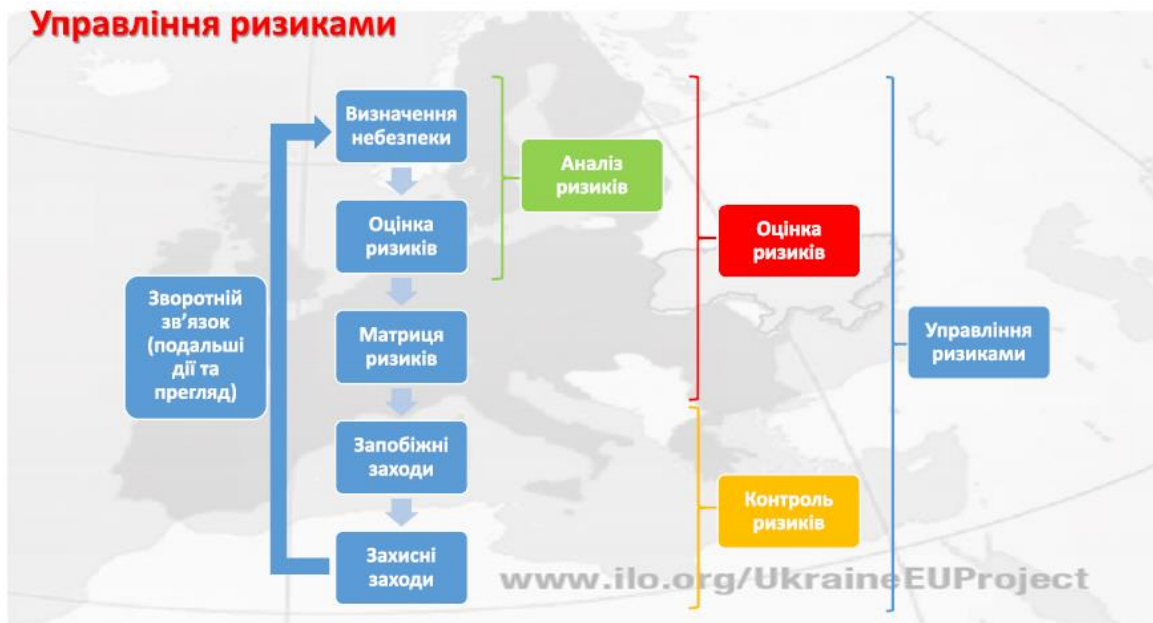 Управління ризиками
Визначення
небезпеки
Оцінка
ризиків
Матриця
ризиків
Запобіжні
заходи
Захисні
заходи
Зворотній
зв’язок
(подальші
дії та
прегляд)
Аналіз
ризиків
Оцінка
ризиків
Контроль
ризиків
Управління
ризиками
www.ilo.org/UkraineEUProject